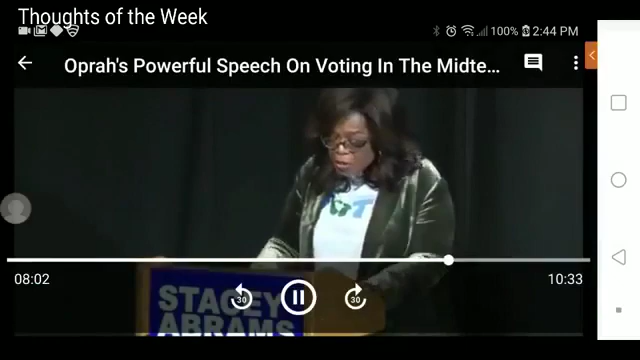 Thoughts of the Week
100% 2:44 PM
Oprah's Powerful Speech On Voting In The Midte...
08:02
10:33
30
30
STACEY
ABRAMS